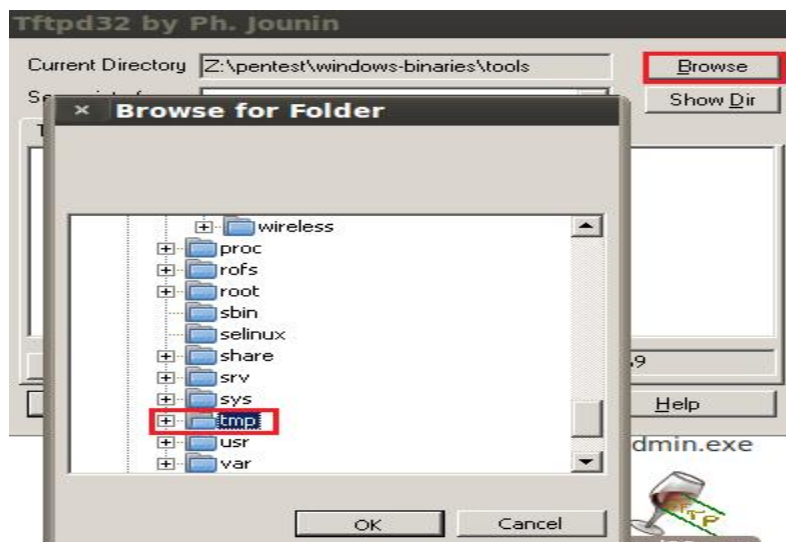 Tftpd32 by Ph. Jounin
Current Directory Z:\pentest\windows-binaries\tools Browse
Show Dir
× Browse for Folder
wireless
proc
rofs
root
sbin
selinux
share
srv
sys
tmp
usr
var
OK Cancel
Help
dmin.exe